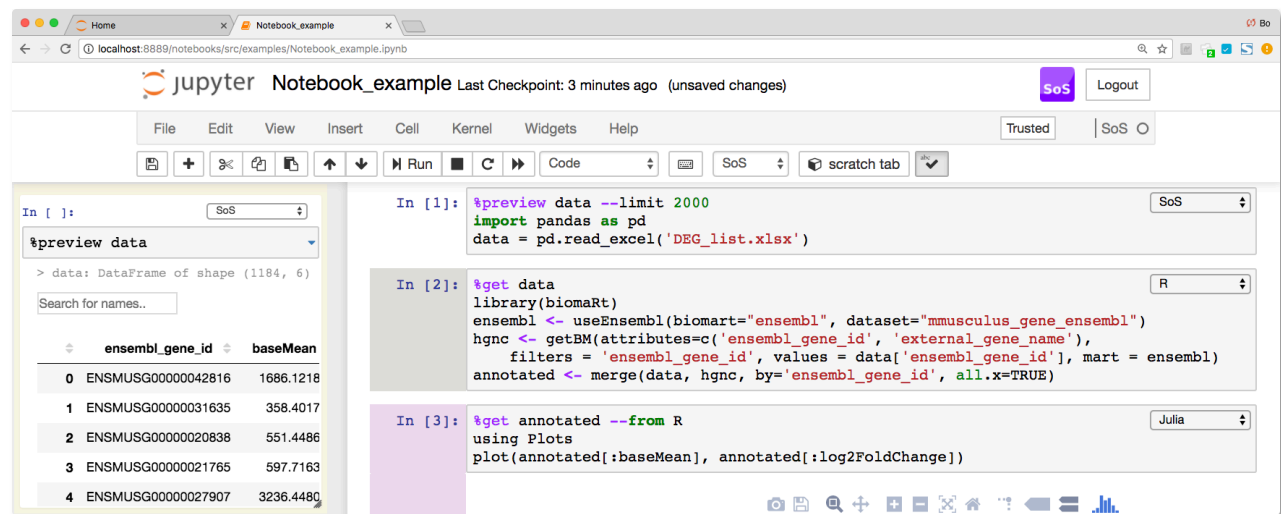 Home
Notebook_example
Bo
localhost:8889/notebooks/src/examples/Notebook_example.ipynb
2
jupyter Notebook_example Last Checkpoint: 3 minutes ago (unsaved changes)
SoS
Logout
File Edit View Insert Cell Kernel Widgets Help
Trusted
SoS
Run
Code
SoS
scratch tab
abc
In [ ]:
SoS
%preview data
> data: DataFrame of shape (1184, 6)
Search for names..
ensembl_gene_id baseMean
0 ENSMUSG00000042816 1686.1218
1 ENSMUSG00000031635 358.4017
2 ENSMUSG00000020838 551.4486
3 ENSMUSG00000021765 597.7163
4 ENSMUSG00000027907 3236.4480
In [1]:
%preview data --limit 2000
import pandas as pd
data = pd.read_excel('DEG_list.xlsx')
SoS
In [2]:
%get data
library(biomaRt)
ensembl <- useEnsembl(biomart="ensembl", dataset="mmusculus_gene_ensembl")
hgnc <- getBM(attributes=c('ensembl_gene_id', 'external_gene_name'),
filters = 'ensembl_gene_id', values = data['ensembl_gene_id'], mart = ensembl)
annotated <- merge(data, hgnc, by='ensembl_gene_id', all.x=TRUE)
R
In [3]:
%get annotated --from R
using Plots
plot(annotated[:baseMean], annotated[:log2FoldChange])
Julia